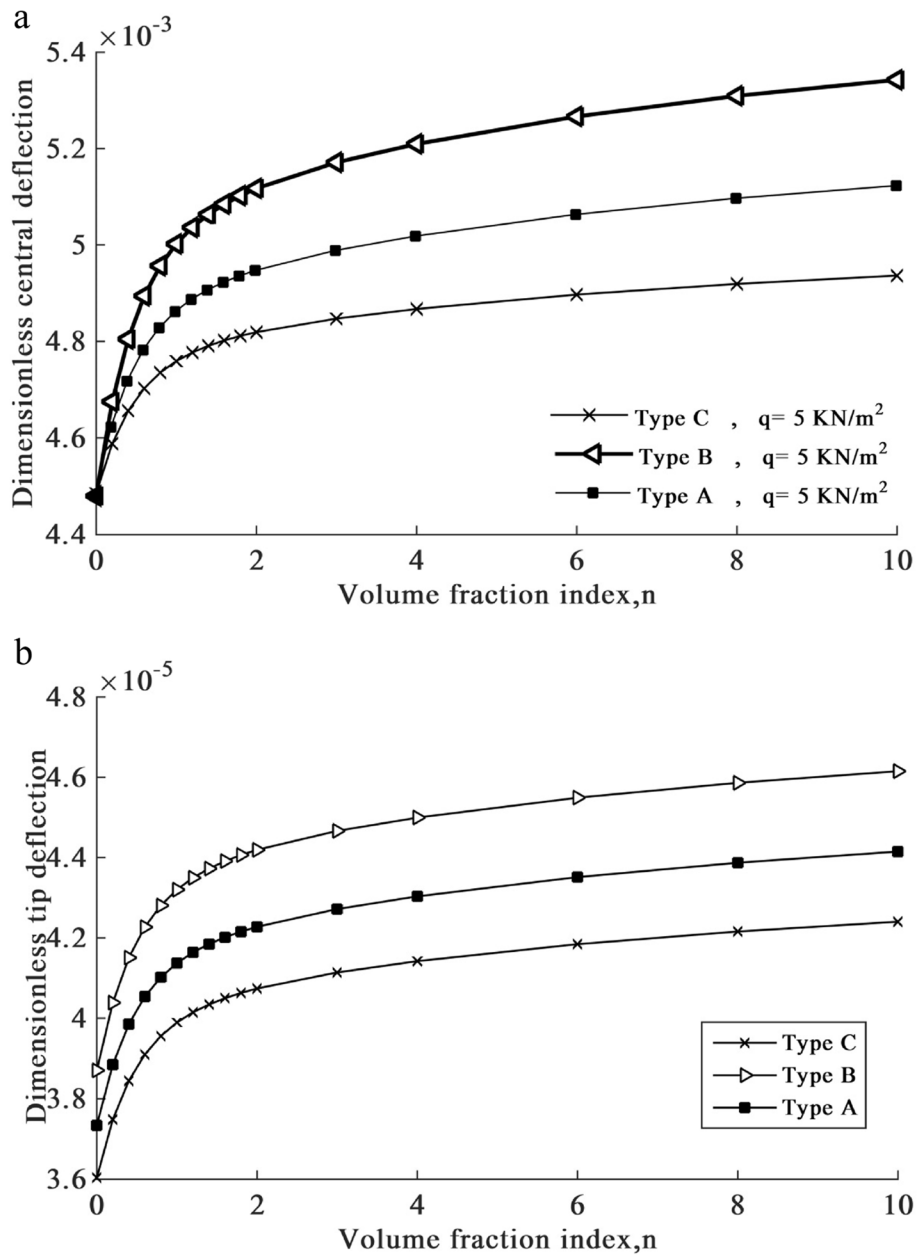 a
×10-3
5.4
5.2
5
4.8
4.6
4.4
Dimensionless central deflection
Type C , q= 5 KN/m2
Type B , q= 5 KN/m2
Type A , q= 5 KN/m2
0 2 4 6 8 10
Volume fraction index,n
b
×10-5
4.8
4.6
4.4
4.2
4
3.8
3.6
Dimensionless tip deflection
Type C
Type B
Type A
0 2 4 6 8 10
Volume fraction index,n